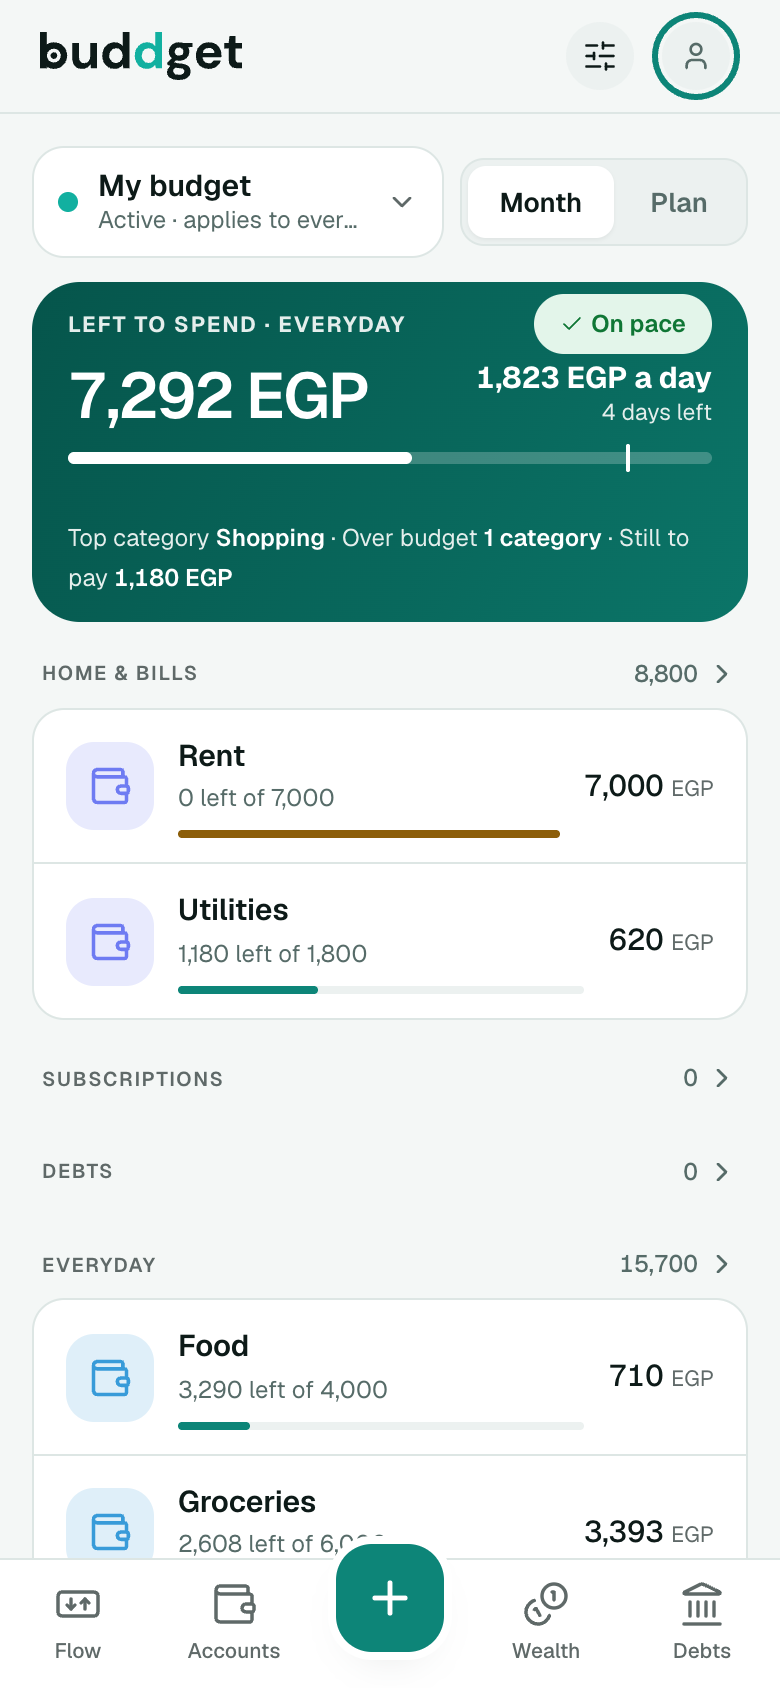 buddget
My budget
Active · applies to ever...
Month
Plan
LEFT TO SPEND · EVERYDAY
On pace
7,292 EGP
1,823 EGP a day
4 days left
Top category Shopping · Over budget 1 category · Still to
pay 1,180 EGP
HOME & BILLS
8,800
Rent
0 left of 7,000
7,000 EGP
Utilities
1,180 left of 1,800
620 EGP
SUBSCRIPTIONS
0
DEBTS
0
EVERYDAY
15,700
Food
3,290 left of 4,000
710 EGP
Groceries
2,608 left of
3,393 EGP
Flow
Accounts
Wealth
Debts